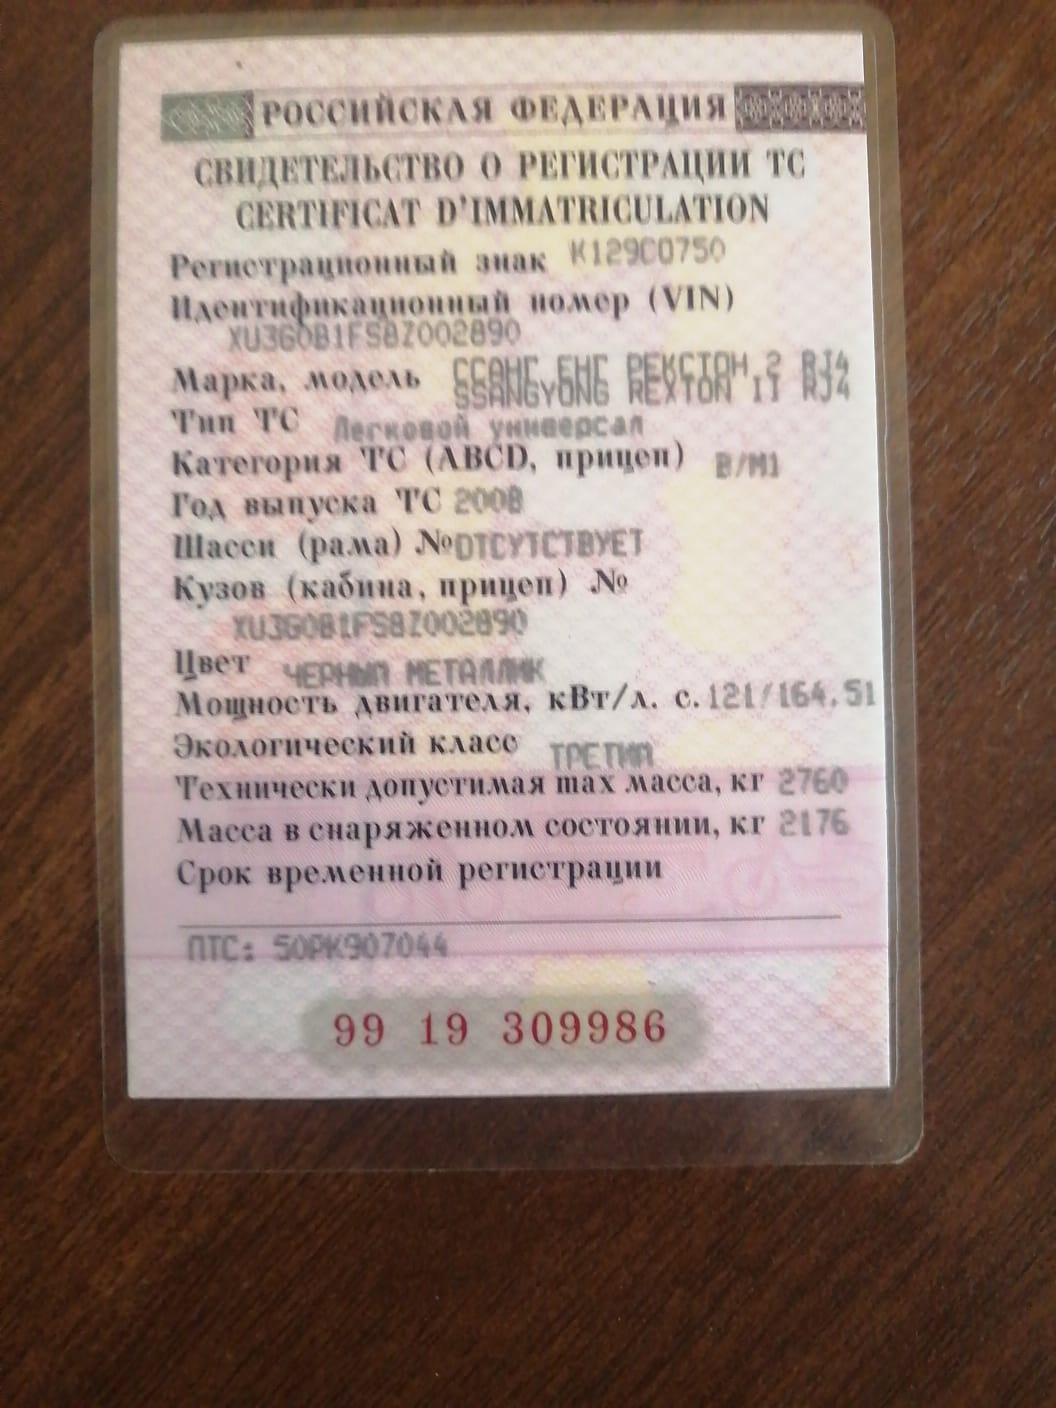 РОССИЙСКАЯ ФЕДЕРАЦИЯ
СВИДЕТЕЛЬСТВО О РЕГИСТРАЦИИ ТС
CERTIFICAT D'IMMATRICULATION
Регистрационный знак К129СО750
Идентификационный номер (VIN)
XU3G0B1FS8Z002890
Марка, модель ССАНГ ЕНГ РЕКСТОН 2 RJ4
SSANGYONG REXTON II RJ4
Тип ТС Легковой универсал
Категория ТС (ABCD, прицеп) B/M1
Год выпуска ТС 2008
Шасси (рама) № ОТСУТСТВУЕТ
Кузов (кабина, прицеп) №
XU3G0B1FS8Z002890
Цвет ЧЕРНЫЙ МЕТАЛЛИК
Мощность двигателя, кВт/л. с. 121/164.51
Экологический класс ТРЕТИЙ
Технически допустимая max масса, кг 2760
Масса в снаряженном состоянии, кг 2176
Срок временной регистрации
ПТС: 50РК907044
99 19 309986